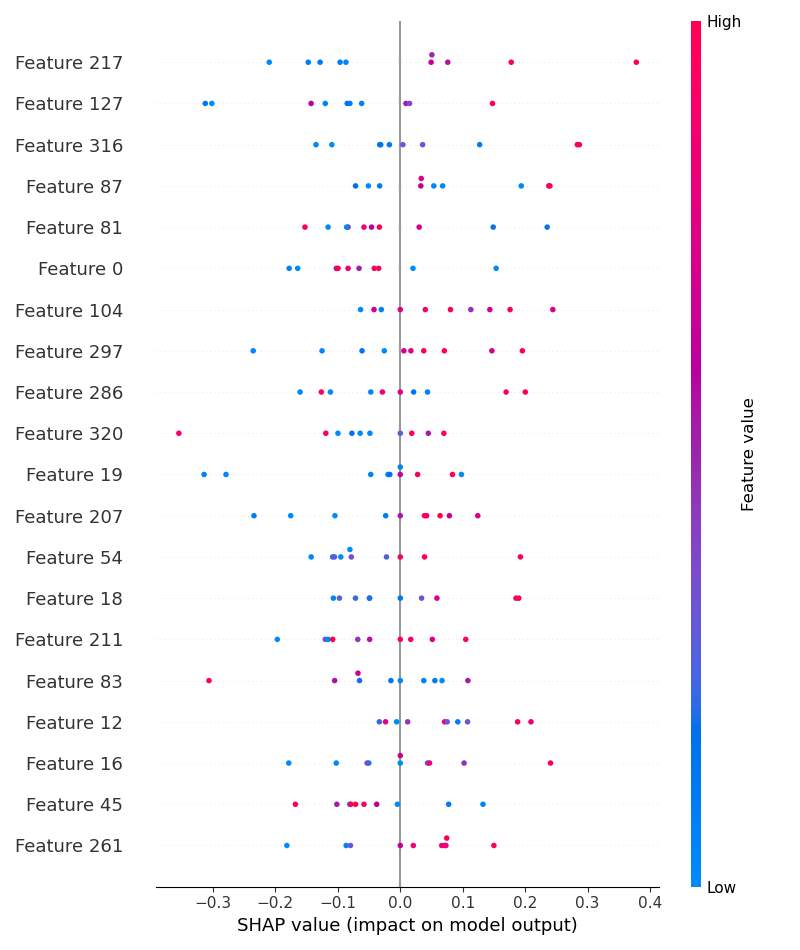 High
Feature 217
Feature 127
Feature 316
Feature 87
Feature 81
Feature 0
Feature 104
Feature 297
Feature 286
Feature 320
Feature 19
Feature 207
Feature 54
Feature 18
Feature 211
Feature 83
Feature 12
Feature 16
Feature 45
Feature 261
Feature value
Low
−0.3 −0.2 −0.1 0.0 0.1 0.2 0.3 0.4
SHAP value (impact on model output)